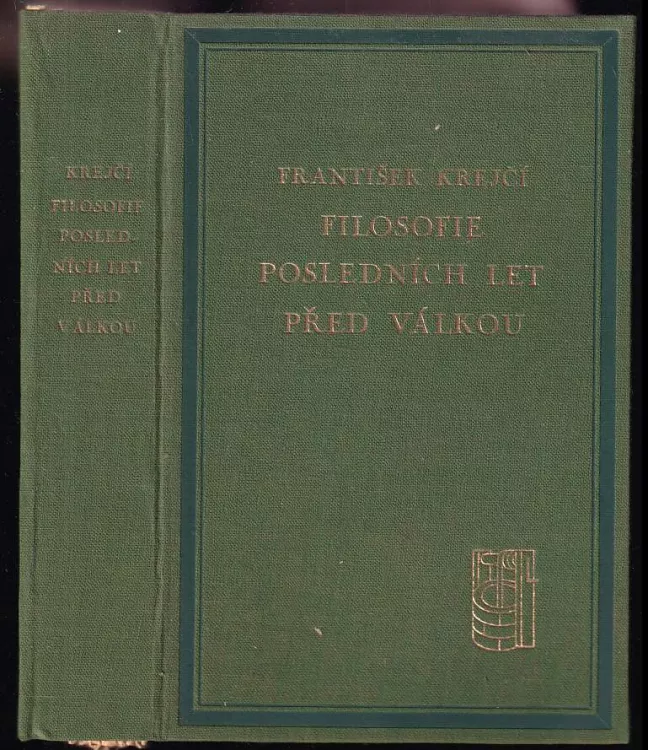 KREJČÍ
FILOSOFIE
POSLED-
NÍCH LET
PŘED
VÁLKOU
FRANTIŠEK KREJČÍ
FILOSOFIE
POSLEDNÍCH LET
PŘED VÁLKOU